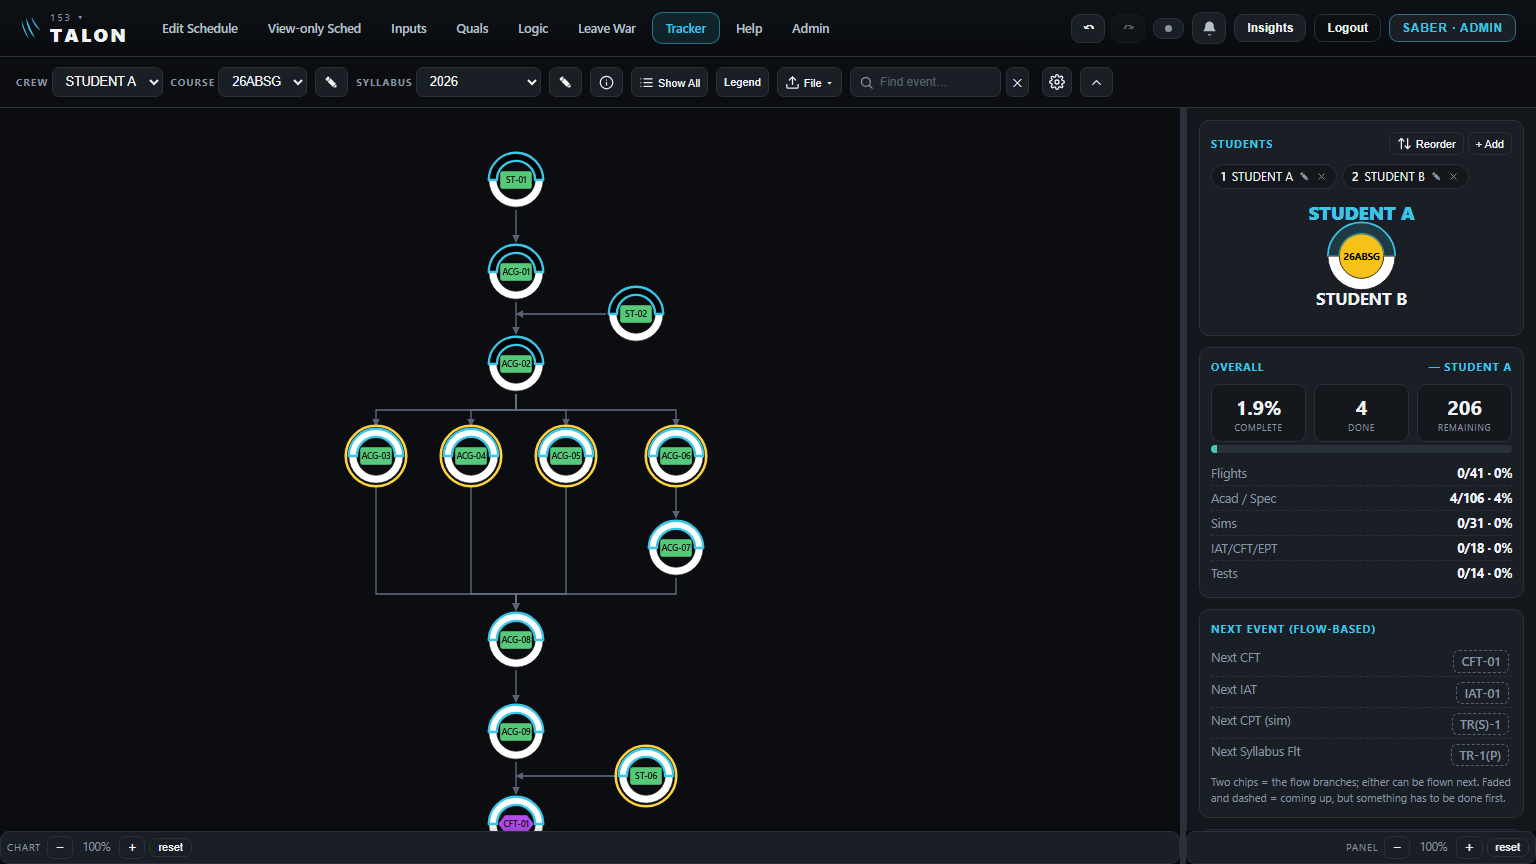 153
TALON
Edit Schedule
View-only Sched
Inputs
Quals
Logic
Leave War
Tracker
Help
Admin
Insights
Logout
SABER · ADMIN
CREW
STUDENT A
COURSE
26ABSG
SYLLABUS
2026
Show All
Legend
File
Find event...
ST-01
ACG-01
ST-02
ACG-02
ACG-03
ACG-04
ACG-05
ACG-06
ACG-07
ACG-08
ACG-09
ST-06
CFT-01
STUDENTS
Reorder
+ Add
1 STUDENT A
2 STUDENT B
STUDENT A
26ABSG
STUDENT B
OVERALL
— STUDENT A
1.9%
COMPLETE
4
DONE
206
REMAINING
Flights 0/41 · 0%
Acad / Spec 4/106 · 4%
Sims 0/31 · 0%
IAT/CFT/EPT 0/18 · 0%
Tests 0/14 · 0%
NEXT EVENT (FLOW-BASED)
Next CFT CFT-01
Next IAT IAT-01
Next CPT (sim) TR(S)-1
Next Syllabus Flt TR-1(P)
Two chips = the flow branches; either can be flown next. Faded
and dashed = coming up, but something has to be done first.
CHART − 100% + reset
PANEL − 100% + reset